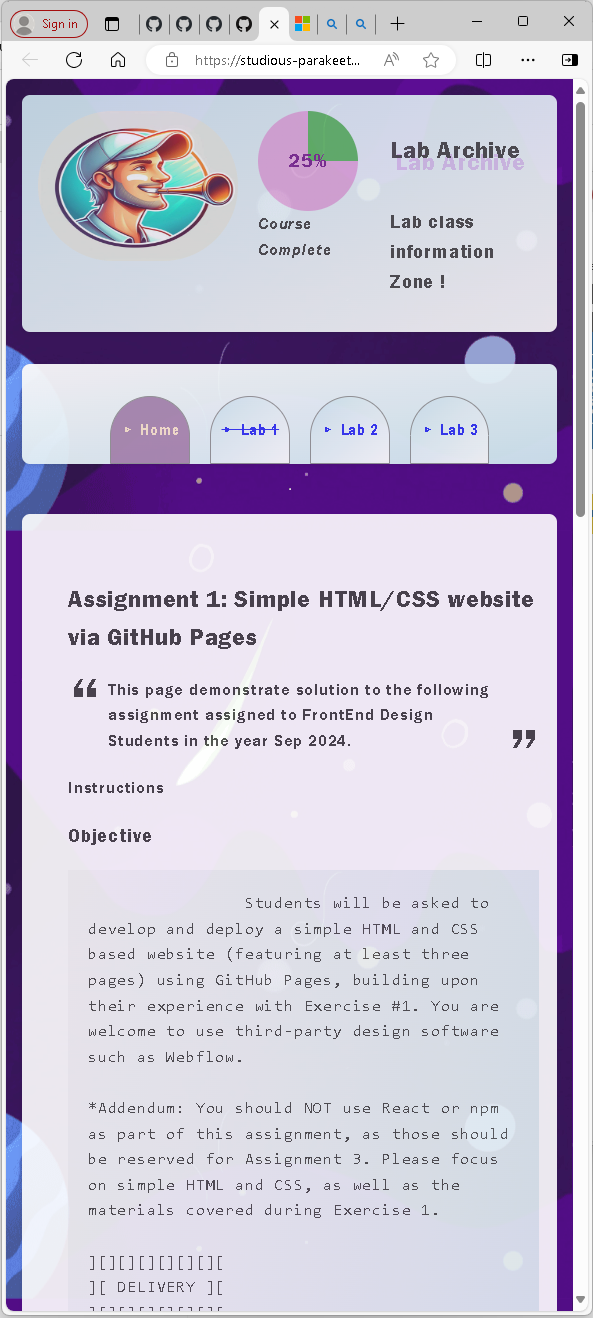 Sign in
https://studious-parakeet...
25%
Course
Complete
Lab Archive
Lab Archive
Lab class
information
Zone !
Home
Lab 1
Lab 2
Lab 3
Assignment 1: Simple HTML/CSS website
via GitHub Pages
This page demonstrate solution to the following
assignment assigned to FrontEnd Design
Students in the year Sep 2024.
Instructions
Objective
Students will be asked to
develop and deploy a simple HTML and CSS
based website (featuring at least three
pages) using GitHub Pages, building upon
their experience with Exercise #1. You are
welcome to use third-party design software
such as Webflow.
*Addendum: You should NOT use React or npm
as part of this assignment, as those should
be reserved for Assignment 3. Please focus
on simple HTML and CSS, as well as the
materials covered during Exercise 1.
][][][][][][][
][ DELIVERY ][